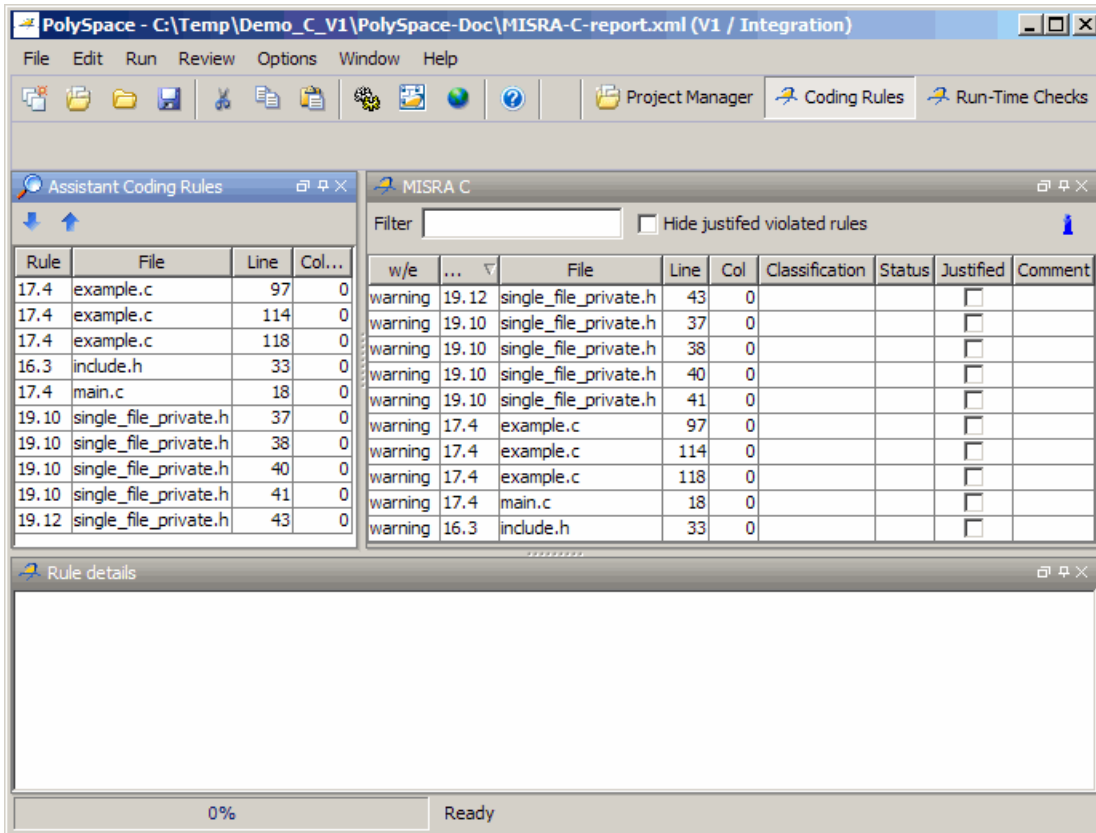 PolySpace - C:\Temp\Demo_C_V1\PolySpace-Doc\MISRA-C-report.xml (V1 / Integration)
File Edit Run Review Options Window Help
Project Manager Coding Rules Run-Time Checks
Assistant Coding Rules
Rule File Line Col...
17.4 example.c 97 0
17.4 example.c 114 0
17.4 example.c 118 0
16.3 include.h 33 0
17.4 main.c 18 0
19.10 single_file_private.h 37 0
19.10 single_file_private.h 38 0
19.10 single_file_private.h 40 0
19.10 single_file_private.h 41 0
19.12 single_file_private.h 43 0
MISRA C
Filter Hide justifed violated rules
w/e ... File Line Col Classification Status Justified Comment
warning 19.12 single_file_private.h 43 0
warning 19.10 single_file_private.h 37 0
warning 19.10 single_file_private.h 38 0
warning 19.10 single_file_private.h 40 0
warning 19.10 single_file_private.h 41 0
warning 17.4 example.c 97 0
warning 17.4 example.c 114 0
warning 17.4 example.c 118 0
warning 17.4 main.c 18 0
warning 16.3 include.h 33 0
Rule details
0% Ready